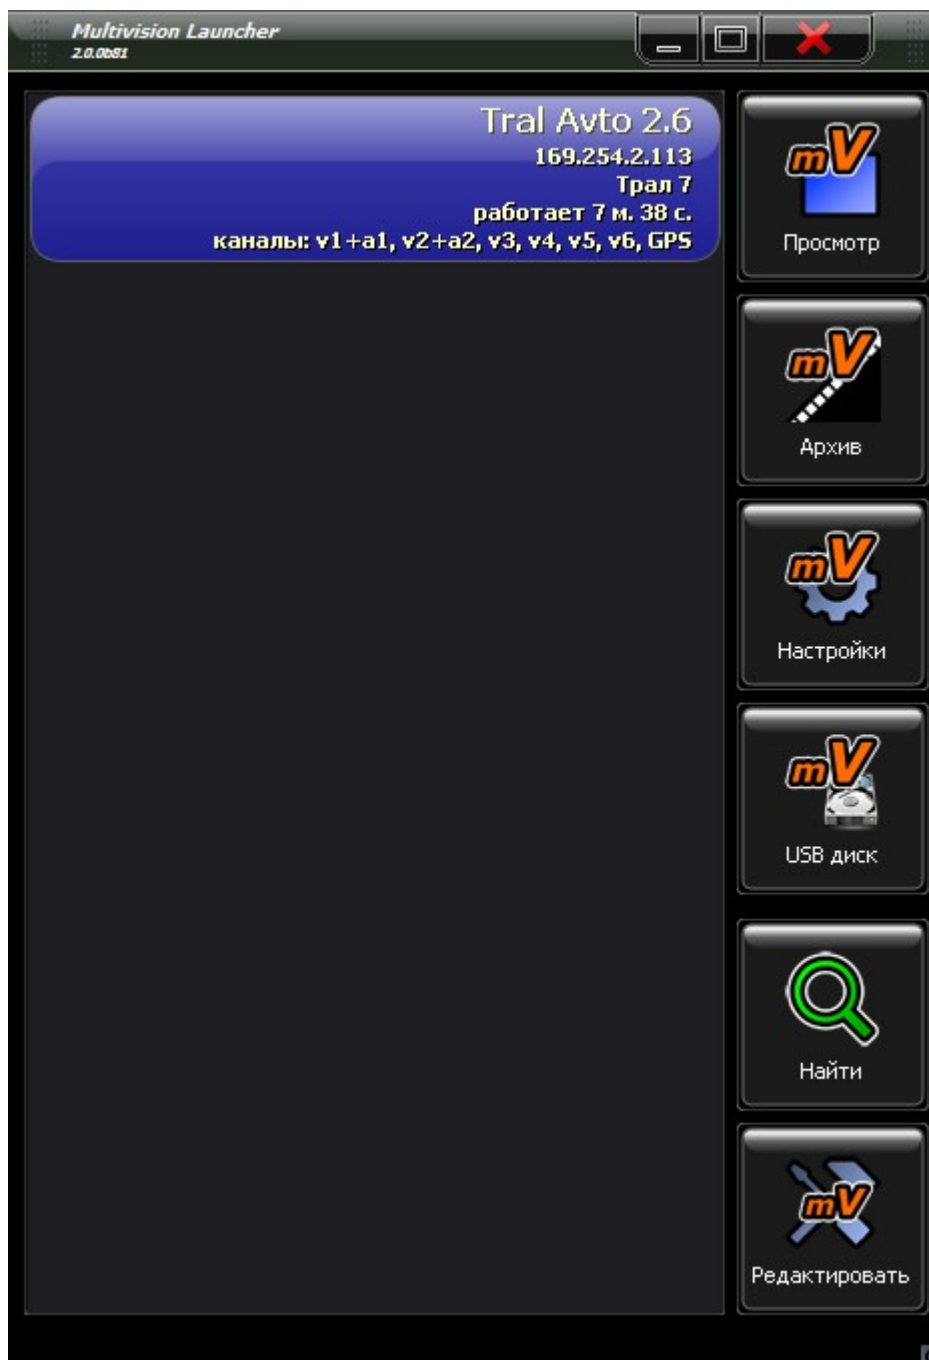 Multivision Launcher
2.0.0b81
Tral Avto 2.6
169.254.2.113
Трал 7
работает 7 м. 38 с.
каналы: v1+a1, v2+a2, v3, v4, v5, v6, GPS
mV
Просмотр
mV
Архив
mV
Настройки
mV
USB диск
Найти
mV
Редактировать